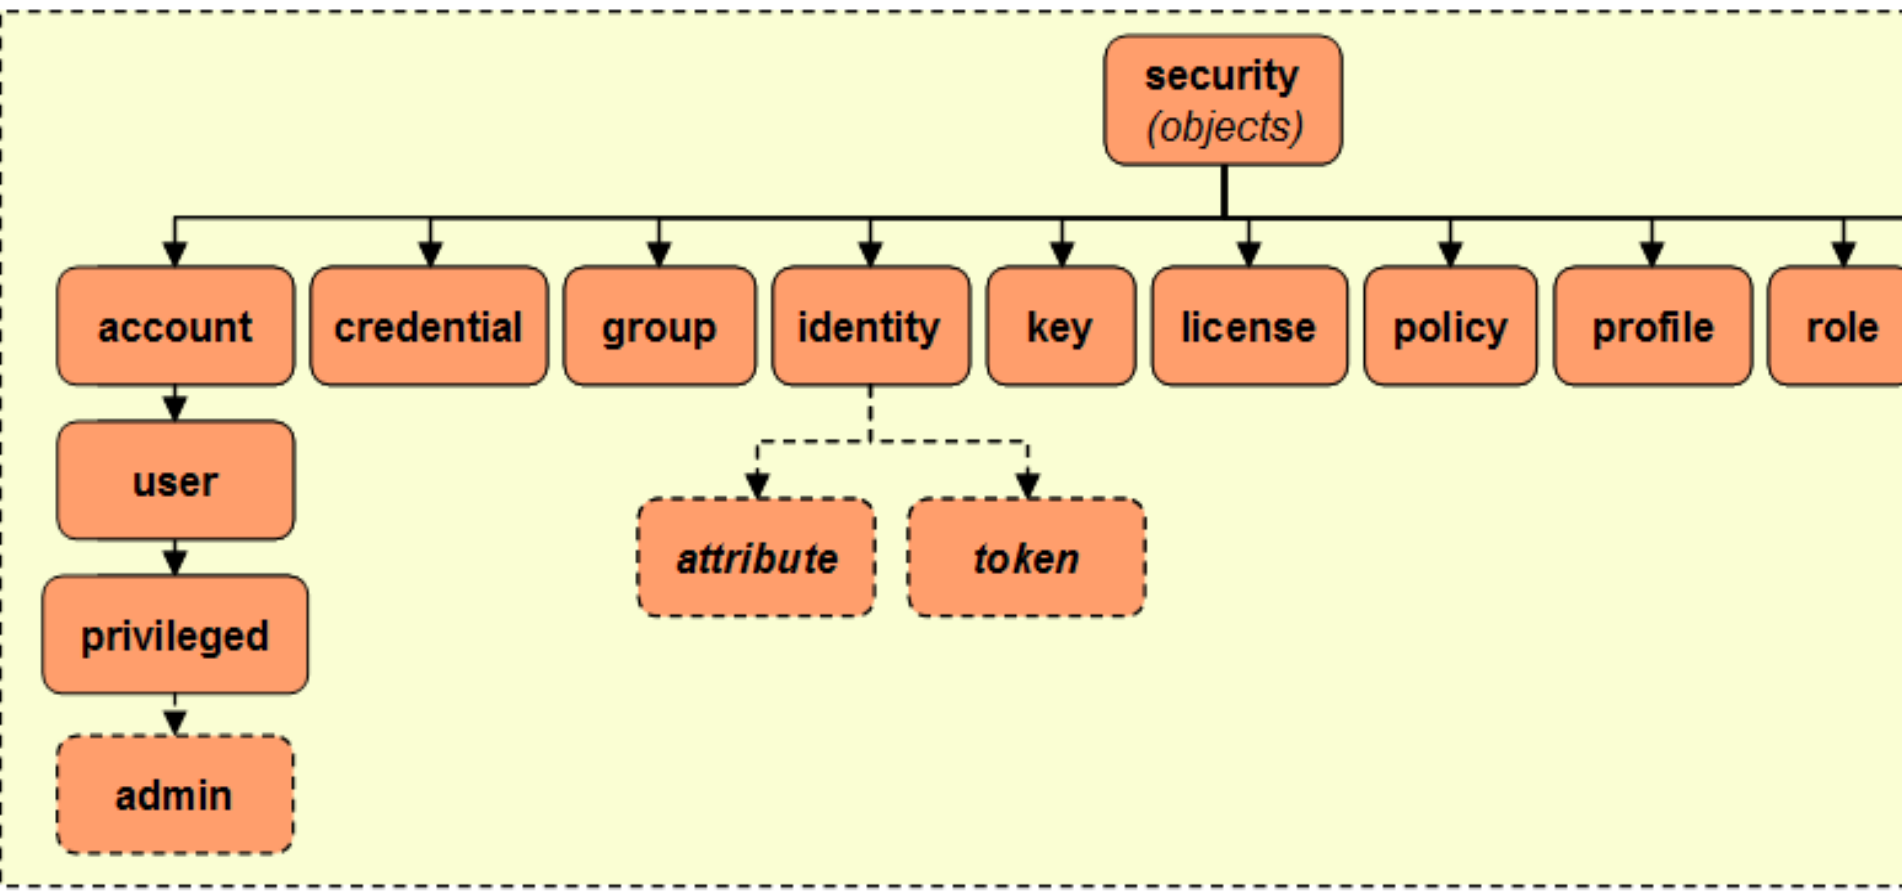 security
(objects)
account
credential
group
identity
key
license
policy
profile
role
user
attribute
token
privileged
admin